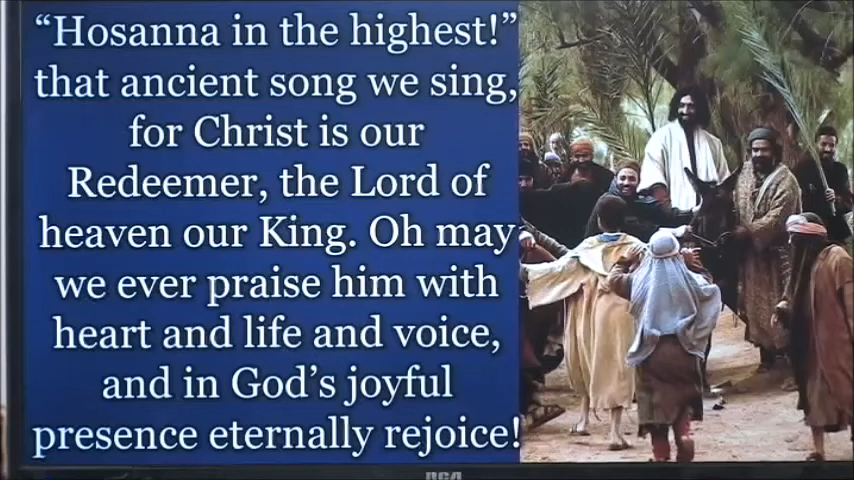 “Hosanna in the highest!”
that ancient song we sing,
for Christ is our
Redeemer, the Lord of
heaven our King. Oh may
we ever praise him with
heart and life and voice,
and in God’s joyful
presence eternally rejoice!
RCA